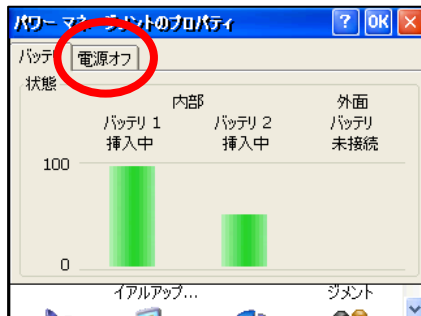 パワー マネージメントのプロパティ ? OK ×
バッテリ 電源オフ
状態
内部 外面
バッテリ 1 バッテリ 2 バッテリ
挿入中 挿入中 未接続
100
0
イアルアップ... ジメント